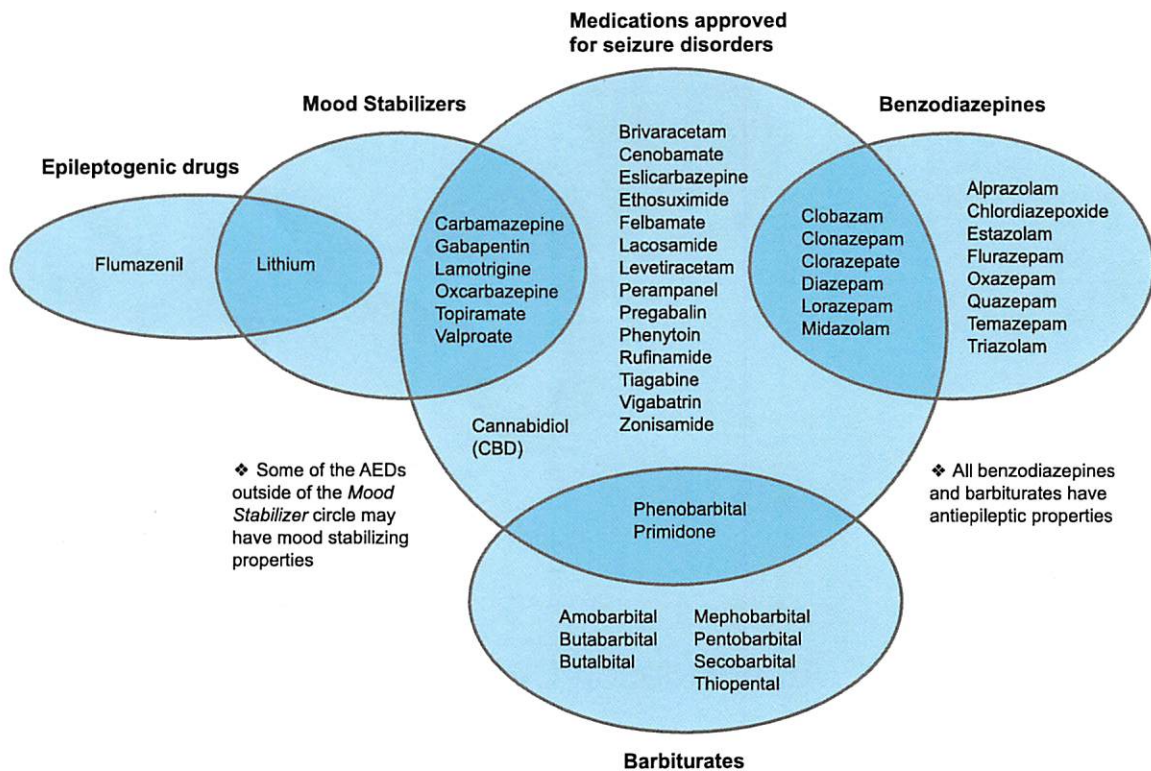 Medications approved
for seizure disorders
Mood Stabilizers
Benzodiazepines
Epileptogenic drugs
Flumazenil
Lithium
Carbamazepine
Gabapentin
Lamotrigine
Oxcarbazepine
Topiramate
Valproate
Brivaracetam
Cenobamate
Eslicarbazepine
Ethosuximide
Felbamate
Lacosamide
Levetiracetam
Perampanel
Pregabalin
Phenytoin
Rufinamide
Tiagabine
Vigabatrin
Zonisamide
Cannabidiol
(CBD)
Clobazam
Clonazepam
Clorazepate
Diazepam
Lorazepam
Midazolam
Alprazolam
Chlordiazepoxide
Estazolam
Flurazepam
Oxazepam
Quazepam
Temazepam
Triazolam
❖ Some of the AEDs
outside of the Mood
Stabilizer circle may
have mood stabilizing
properties
❖ All benzodiazepines
and barbiturates have
antiepileptic properties
Phenobarbital
Primidone
Amobarbital
Butabarbital
Butalbital
Mephobarbital
Pentobarbital
Secobarbital
Thiopental
Barbiturates